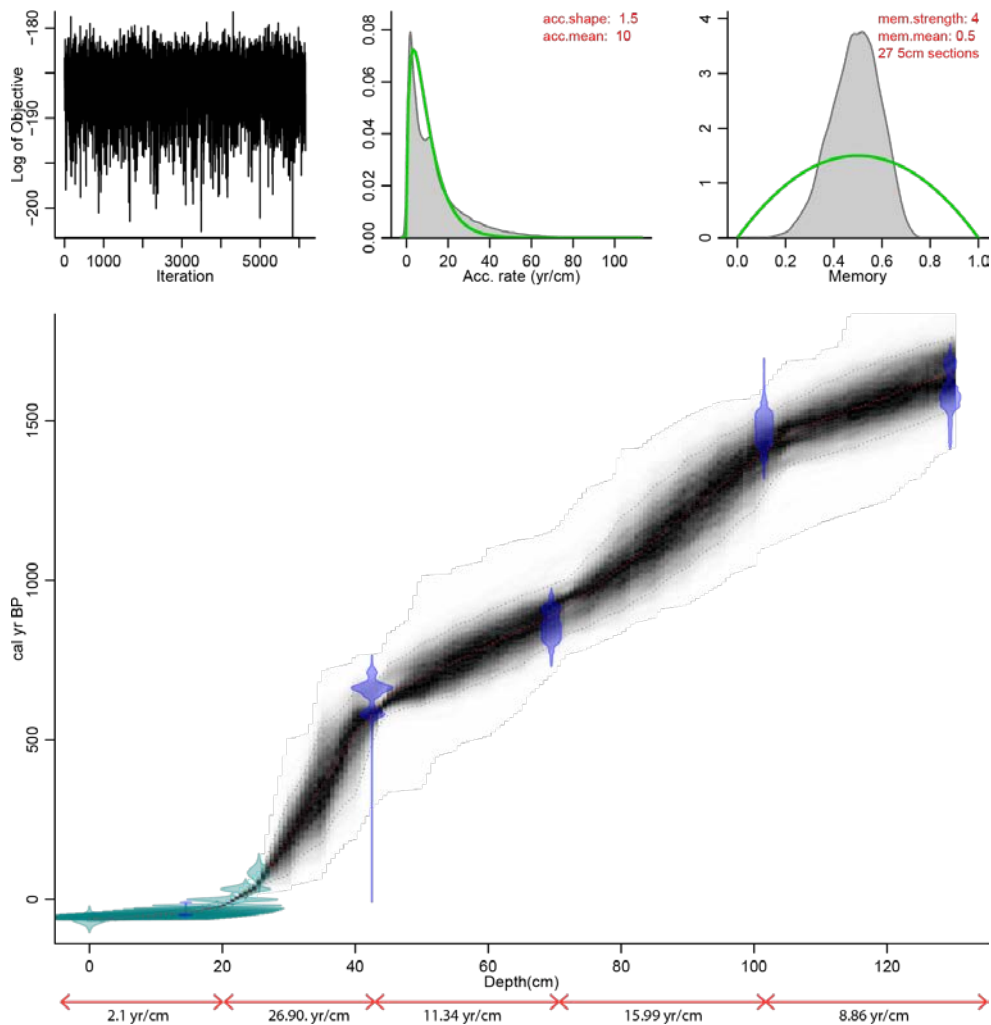 -180
-190
-200
Log of Objective
0 1000 3000 5000
Iteration
acc.shape: 1.5
acc.mean: 10
0.08
0.06
0.04
0.02
0.00
0 20 40 60 80 100
Acc. rate (yr/cm)
mem.strength: 4
mem.mean: 0.5
27 5cm sections
4
3
2
1
0
0.0 0.2 0.4 0.6 0.8 1.0
Memory
1500
1000
500
0
cal yr BP
0 20 40 60 80 100 120
Depth(cm)
2.1 yr/cm 26.90. yr/cm 11.34 yr/cm 15.99 yr/cm 8.86 yr/cm